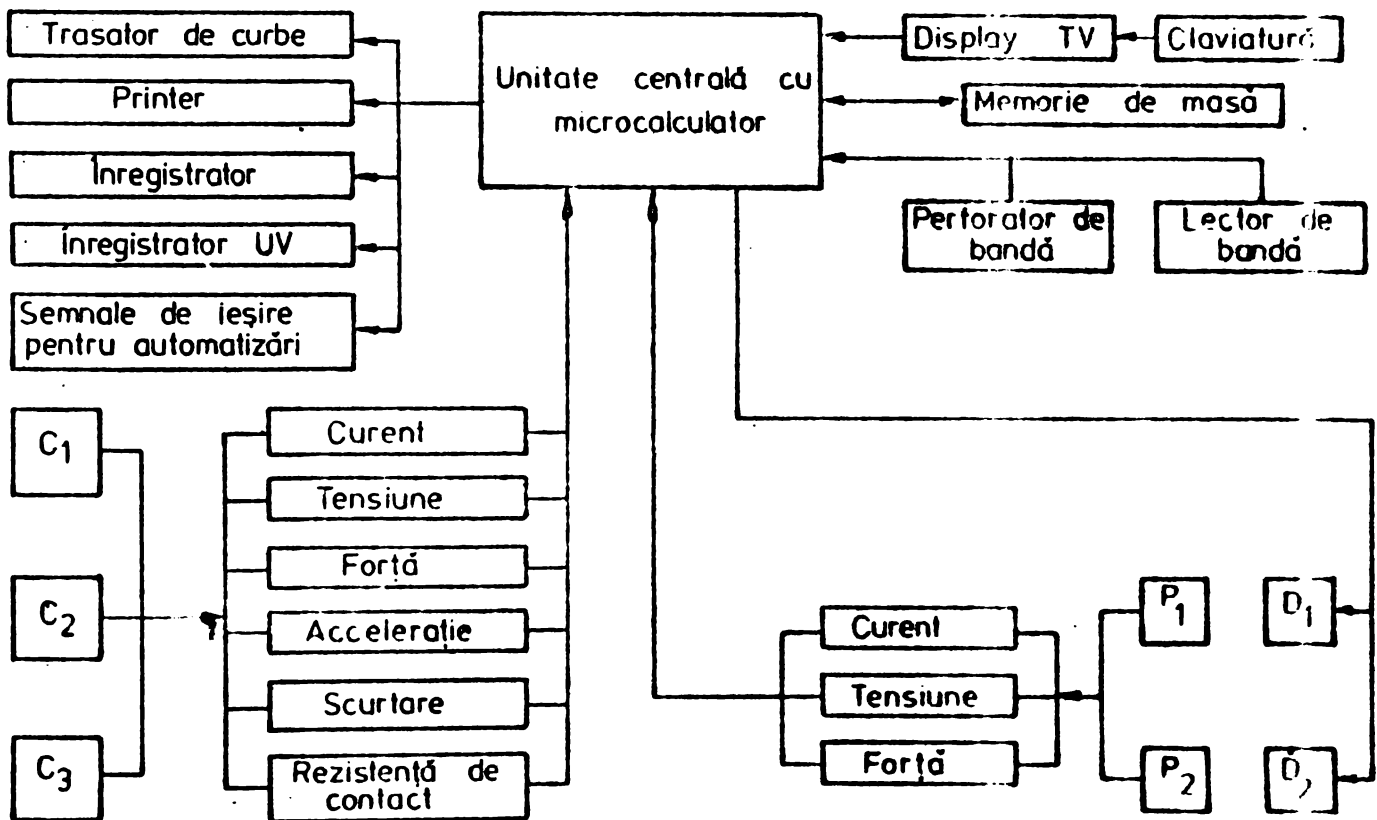 Trasator de curbe
Printer
Înregistrator
Înregistrator UV
Semnale de ieșire
pentru automatizări
Unitate centrală cu
microcalculator
Display TV
Claviatură
Memorie de masă
Perforator de
bandă
Lector de
bandă
C1
C2
C3
Curent
Tensiune
Forță
Accelerație
Scurtare
Rezistență de
contact
Curent
Tensiune
Forță
P1
P2
D1
D2